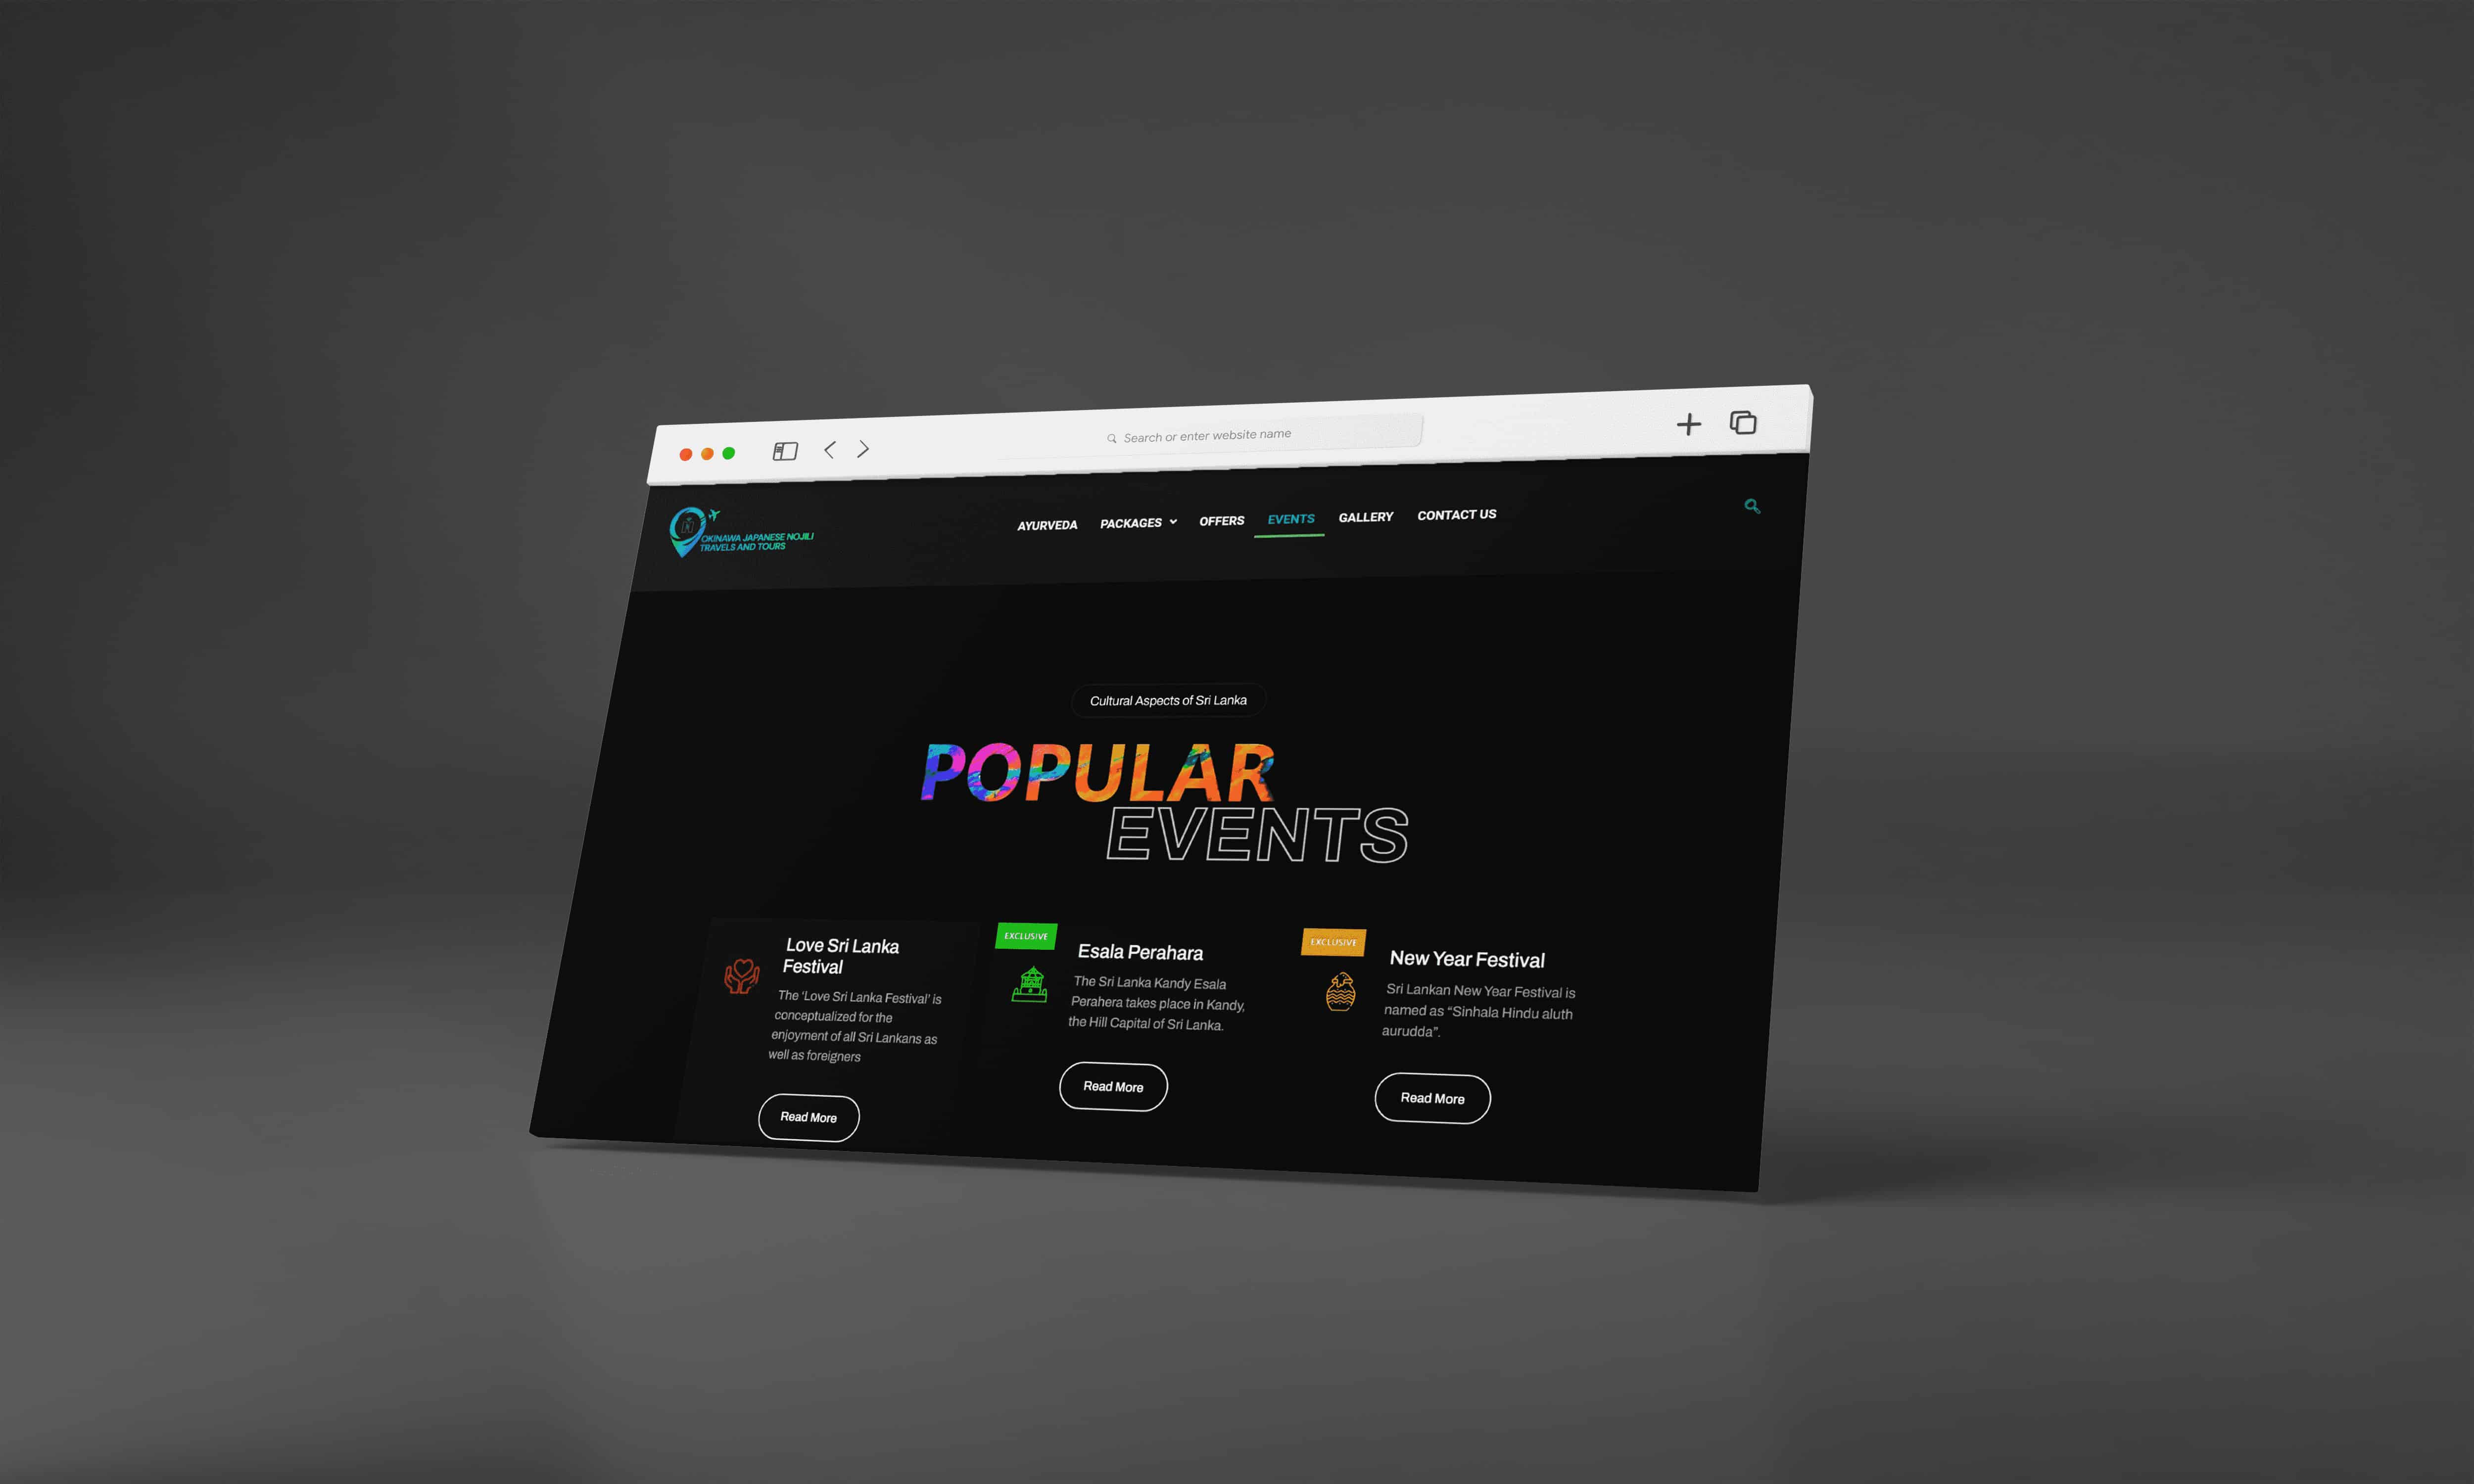 Search or enter website name
OKINAWA JAPANESE NOJILI
TRAVELS AND TOURS
AYURVEDA PACKAGES OFFERS EVENTS GALLERY CONTACT US
Cultural Aspects of Sri Lanka
POPULAR
EVENTS
Love Sri Lanka
Festival
The ‘Love Sri Lanka Festival’ is
conceptualized for the
enjoyment of all Sri Lankans as
well as foreigners
Read More
EXCLUSIVE
Esala Perahara
The Sri Lanka Kandy Esala
Perahera takes place in Kandy,
the Hill Capital of Sri Lanka.
Read More
EXCLUSIVE
New Year Festival
Sri Lankan New Year Festival is
named as “Sinhala Hindu aluth
aurudda”.
Read More